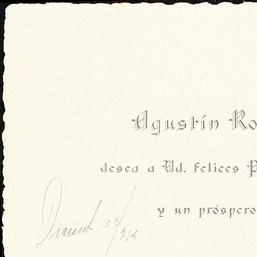 Agustín Ro
desea a Ud. felices P
y un próspero